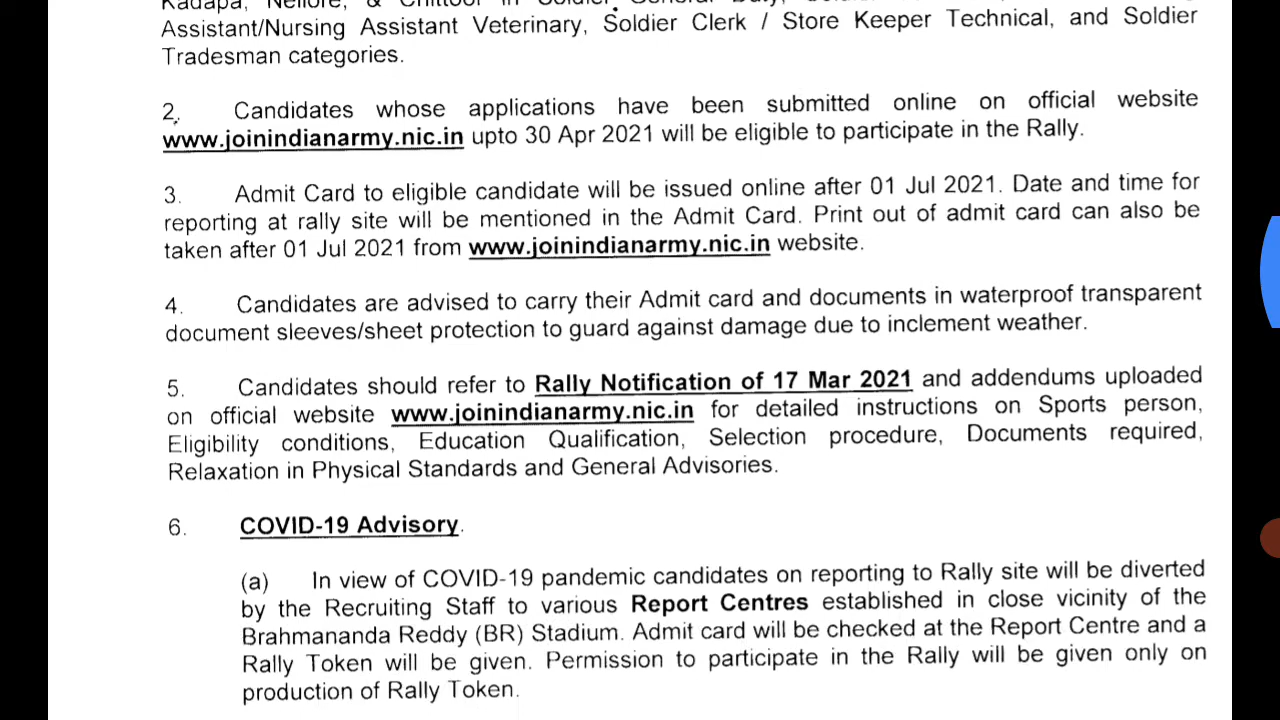 Assistant/Nursing Assistant Veterinary, Soldier Clerk / Store Keeper Technical, and Soldier
Tradesman categories.
2. Candidates whose applications have been submitted online on official website
www.joinindianarmy.nic.in upto 30 Apr 2021 will be eligible to participate in the Rally.
3. Admit Card to eligible candidate will be issued online after 01 Jul 2021. Date and time for
reporting at rally site will be mentioned in the Admit Card. Print out of admit card can also be
taken after 01 Jul 2021 from www.joinindianarmy.nic.in website.
4. Candidates are advised to carry their Admit card and documents in waterproof transparent
document sleeves/sheet protection to guard against damage due to inclement weather.
5. Candidates should refer to Rally Notification of 17 Mar 2021 and addendums uploaded
on official website www.joinindianarmy.nic.in for detailed instructions on Sports person,
Eligibility conditions, Education Qualification, Selection procedure, Documents required,
Relaxation in Physical Standards and General Advisories.
6. COVID-19 Advisory.
(a) In view of COVID-19 pandemic candidates on reporting to Rally site will be diverted
by the Recruiting Staff to various Report Centres established in close vicinity of the
Brahmananda Reddy (BR) Stadium. Admit card will be checked at the Report Centre and a
Rally Token will be given. Permission to participate in the Rally will be given only on
production of Rally Token.